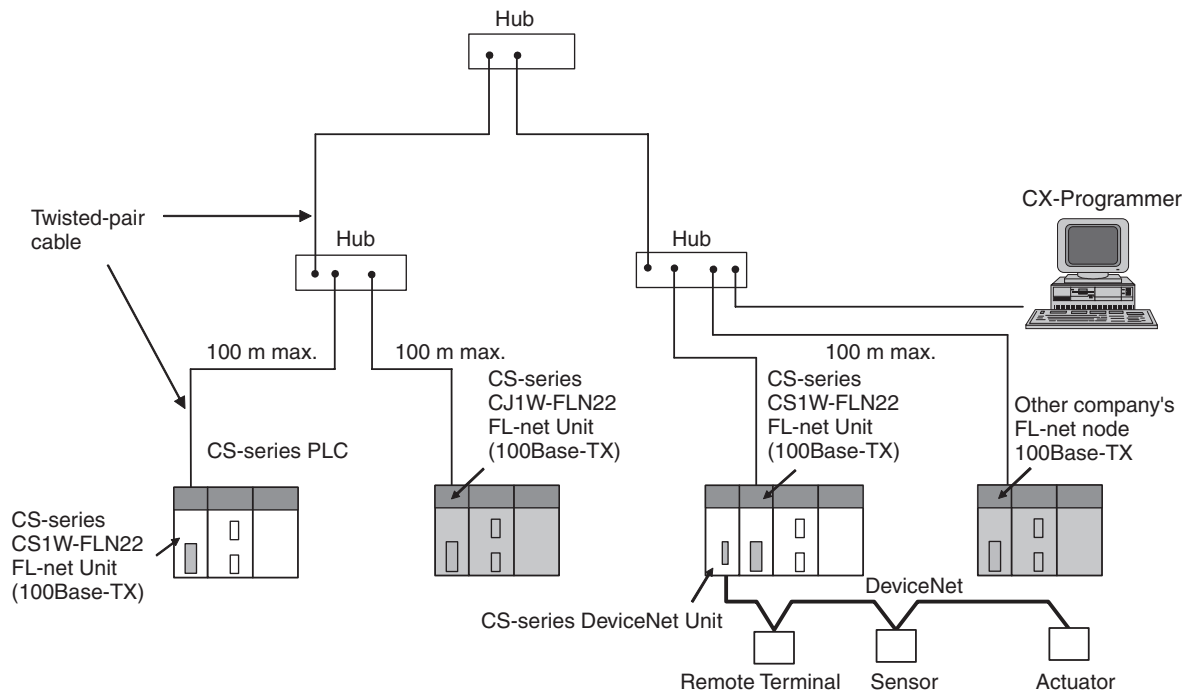 Hub
CX-Programmer
Twisted-pair
cable
Hub
Hub
100 m max.
100 m max.
100 m max.
CS-series
CJ1W-FLN22
FL-net Unit
(100Base-TX)
CS-series
CS1W-FLN22
FL-net Unit
(100Base-TX)
Other company's
FL-net node
100Base-TX
CS-series PLC
CS-series
CS1W-FLN22
FL-net Unit
(100Base-TX)
DeviceNet
CS-series DeviceNet Unit
Remote Terminal
Sensor
Actuator